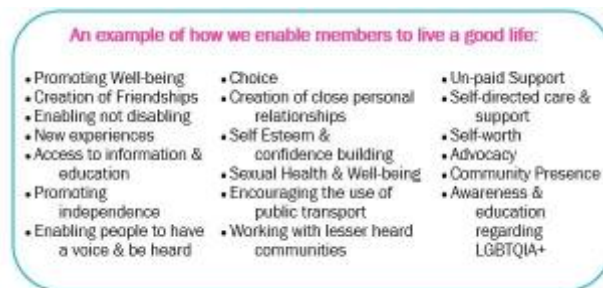 An example of how we enable members to live a good life:
• Promoting Well-being
• Creation of Friendships
• Enabling not disabling
• New experiences
• Access to information &
education
• Promoting
independence
• Enabling people to have
a voice & be heard
• Choice
• Creation of close personal
relationships
• Self Esteem &
confidence building
• Sexual Health & Well-being
• Encouraging the use of
public transport
• Working with lesser heard
communities
• Un-paid Support
• Self-directed care &
support
• Self-worth
• Advocacy
• Community Presence
• Awareness &
education
regarding
LGBTQIA+